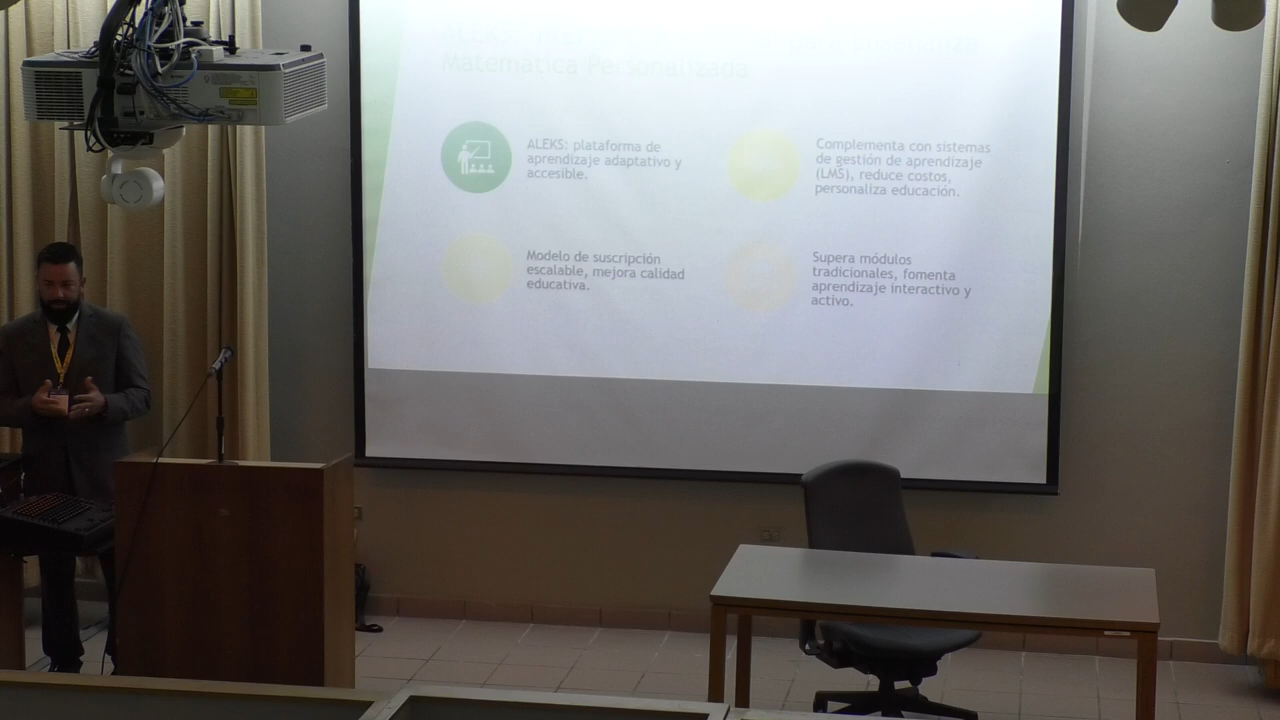 Matemática Personalizada
ALEKS: plataforma de
aprendizaje adaptativo y
accesible.
Complementa con sistemas
de gestión de aprendizaje
(LMS), reduce costos,
personaliza educación.
Modelo de suscripción
escalable, mejora calidad
educativa.
Supera módulos
tradicionales, fomenta
aprendizaje interactivo y
activo.